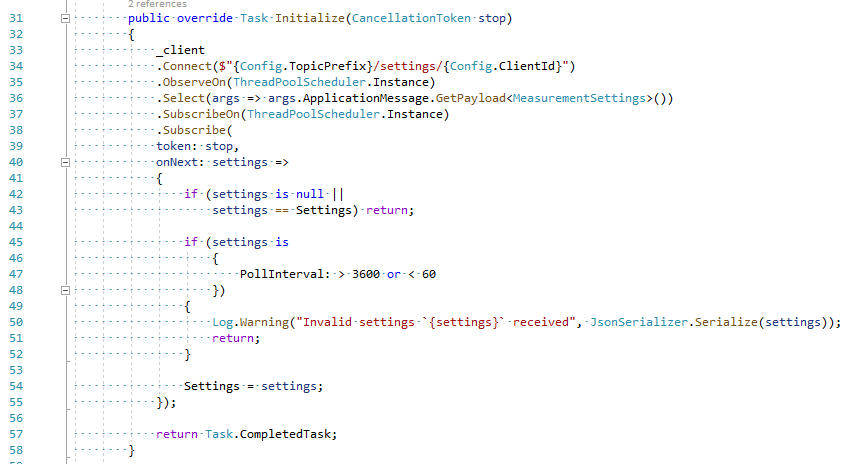 2 references
31 public override Task Initialize(CancellationToken stop)
32 {
33 _client
34 .Connect($"{Config.TopicPrefix}/settings/{Config.ClientId}")
35 .ObserveOn(ThreadPoolScheduler.Instance)
36 .Select(args => args.ApplicationMessage.GetPayload<MeasurementSettings>())
37 .SubscribeOn(ThreadPoolScheduler.Instance)
38 .Subscribe(
39 token: stop,
40 onNext: settings =>
41 {
42 if (settings is null ||
43 settings == Settings) return;
44
45 if (settings is
46 {
47 PollInterval: > 3600 or < 60
48 })
49 {
50 Log.Warning("Invalid settings `{settings}` received", JsonSerializer.Serialize(settings));
51 return;
52 }
53
54 Settings = settings;
55 });
56
57 return Task.CompletedTask;
58 }